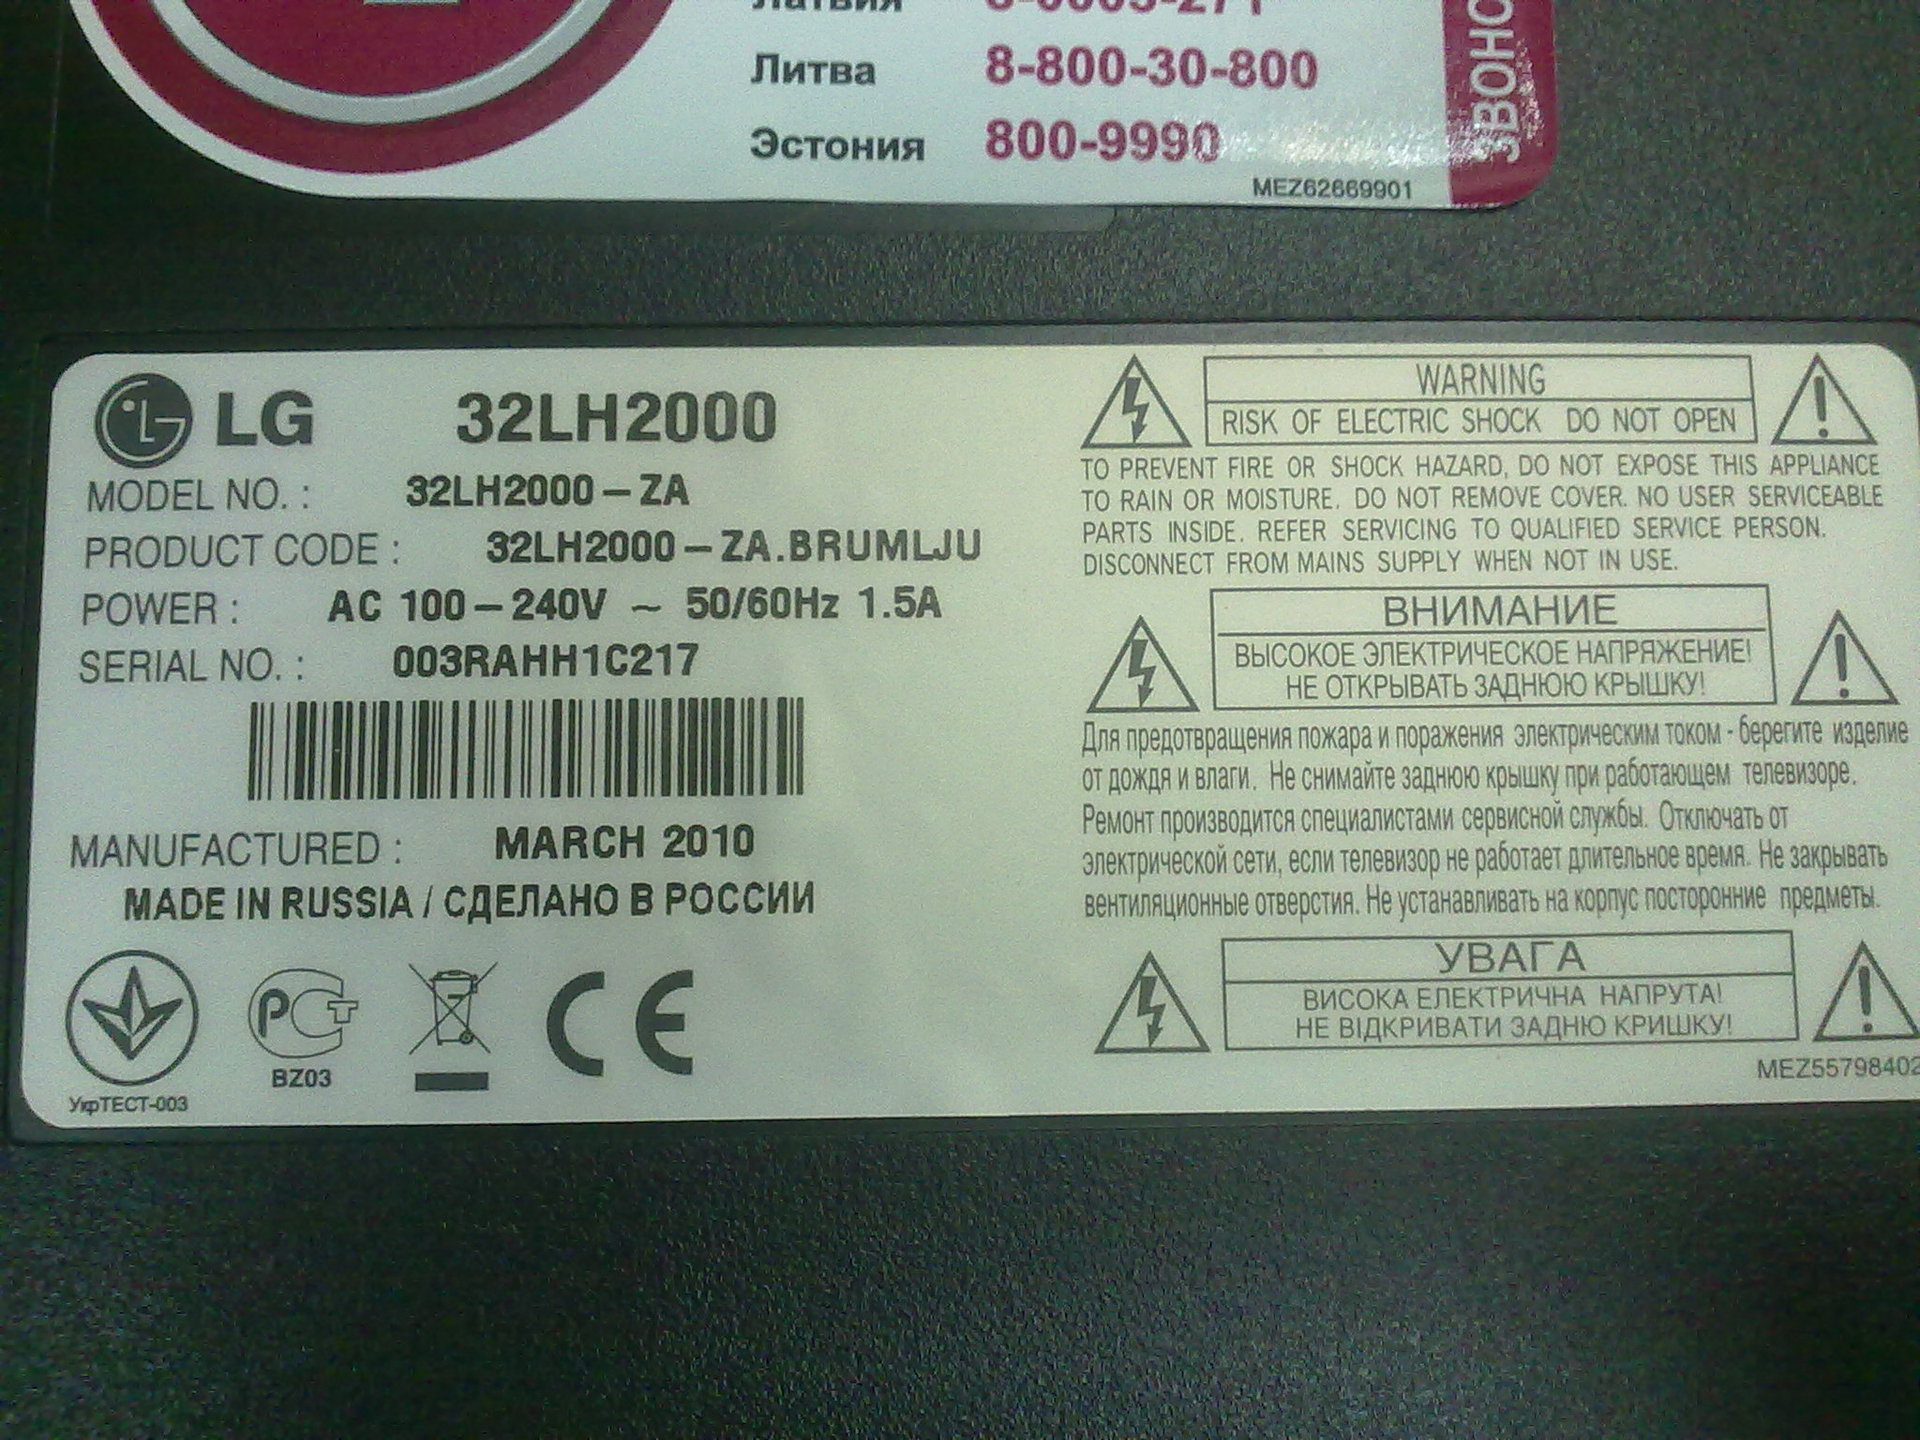 Латвия
Литва 8-800-30-800
Эстония 800-9990
MEZ62669901
LG 32LH2000
MODEL NO. : 32LH2000 – ZA
PRODUCT CODE : 32LH2000 – ZA.BRUMLJU
POWER : AC 100 – 240V ~ 50/60Hz 1.5A
SERIAL NO. : 003RAHH1C217
MANUFACTURED : MARCH 2010
MADE IN RUSSIA / СДЕЛАНО В РОССИИ
УкрТЕСТ-003
РСТ
BZ03
CE
WARNING
RISK OF ELECTRIC SHOCK DO NOT OPEN
TO PREVENT FIRE OR SHOCK HAZARD, DO NOT EXPOSE THIS APPLIANCE
TO RAIN OR MOISTURE. DO NOT REMOVE COVER. NO USER SERVICEABLE
PARTS INSIDE. REFER SERVICING TO QUALIFIED SERVICE PERSON.
DISCONNECT FROM MAINS SUPPLY WHEN NOT IN USE.
ВНИМАНИЕ
ВЫСОКОЕ ЭЛЕКТРИЧЕСКОЕ НАПРЯЖЕНИЕ!
НЕ ОТКРЫВАТЬ ЗАДНЮЮ КРЫШКУ!
Для предотвращения пожара и поражения электрическим током - берегите изделие
от дождя и влаги. Не снимайте заднюю крышку при работающем телевизоре.
Ремонт производится специалистами сервисной службы. Отключать от
электрической сети, если телевизор не работает длительное время. Не закрывать
вентиляционные отверстия. Не устанавливать на корпус посторонние предметы.
УВАГА
ВИСОКА ЕЛЕКТРИЧНА НАПРУТА!
НЕ ВІДКРИВАТИ ЗАДНЮ КРИШКУ!
MEZ55798402